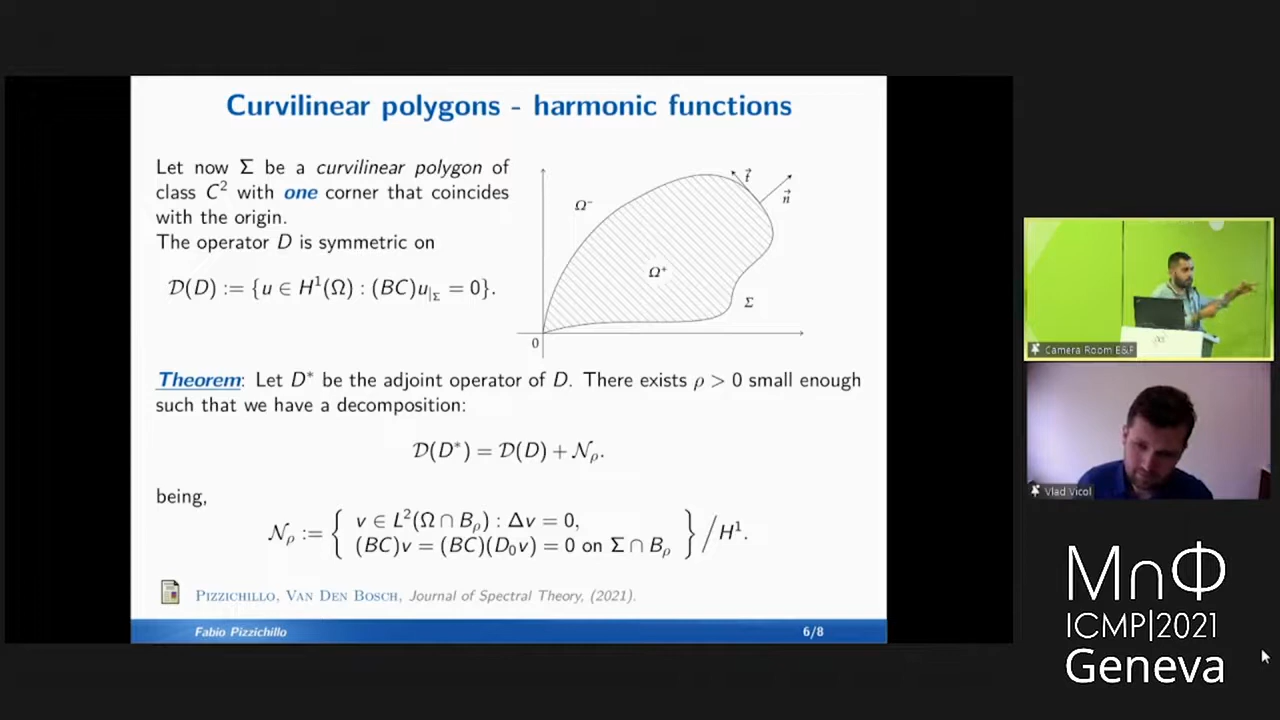 Curvilinear polygons - harmonic functions
Let now Σ be a curvilinear polygon of
class C² with one corner that coincides
with the origin.
The operator D is symmetric on
𝒟(D) := {u ∈ H¹(Ω) : (BC)u|Σ = 0}.
Ω⁻
t⃗
n⃗
Ω⁺
Σ
0
Theorem: Let D* be the adjoint operator of D. There exists ρ > 0 small enough
such that we have a decomposition:
𝒟(D*) = 𝒟(D) + 𝒩ρ.
being,
𝒩ρ := { v ∈ L²(Ω ∩ Bρ) : Δv = 0,
(BC)v = (BC)(D₀v) = 0 on Σ ∩ Bρ } / H¹.
Pizzichillo, Van Den Bosch, Journal of Spectral Theory, (2021).
Fabio Pizzichillo
6/8
Camera Room E&F
Vlad Vicol
M∩Φ
ICMP|2021
Geneva